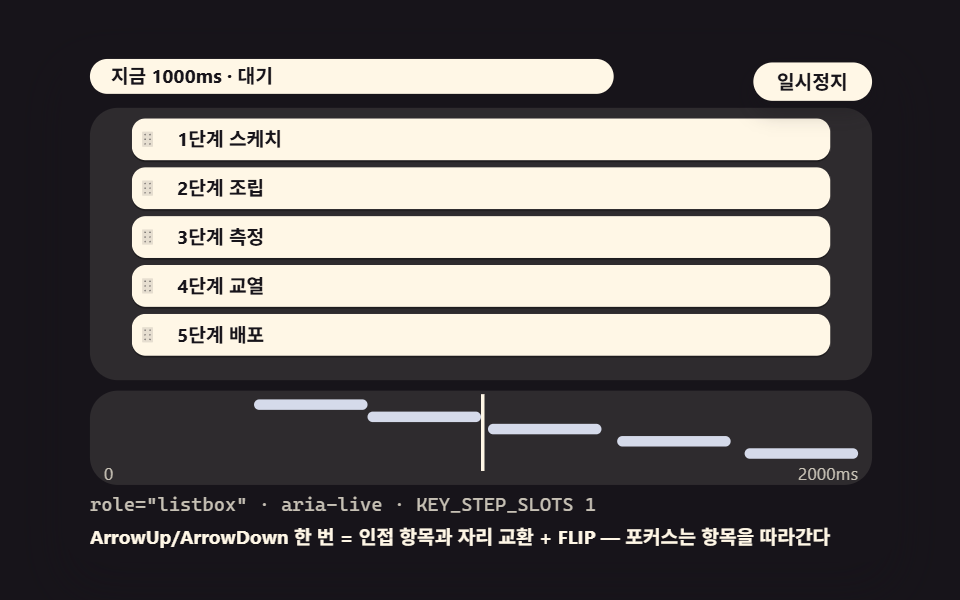 지금 1000ms · 대기
일시정지
1단계 스케치
2단계 조립
3단계 측정
4단계 교열
5단계 배포
0
2000ms
role="listbox" · aria-live · KEY_STEP_SLOTS 1
ArrowUp/ArrowDown 한 번 = 인접 항목과 자리 교환 + FLIP — 포커스는 항목을 따라간다